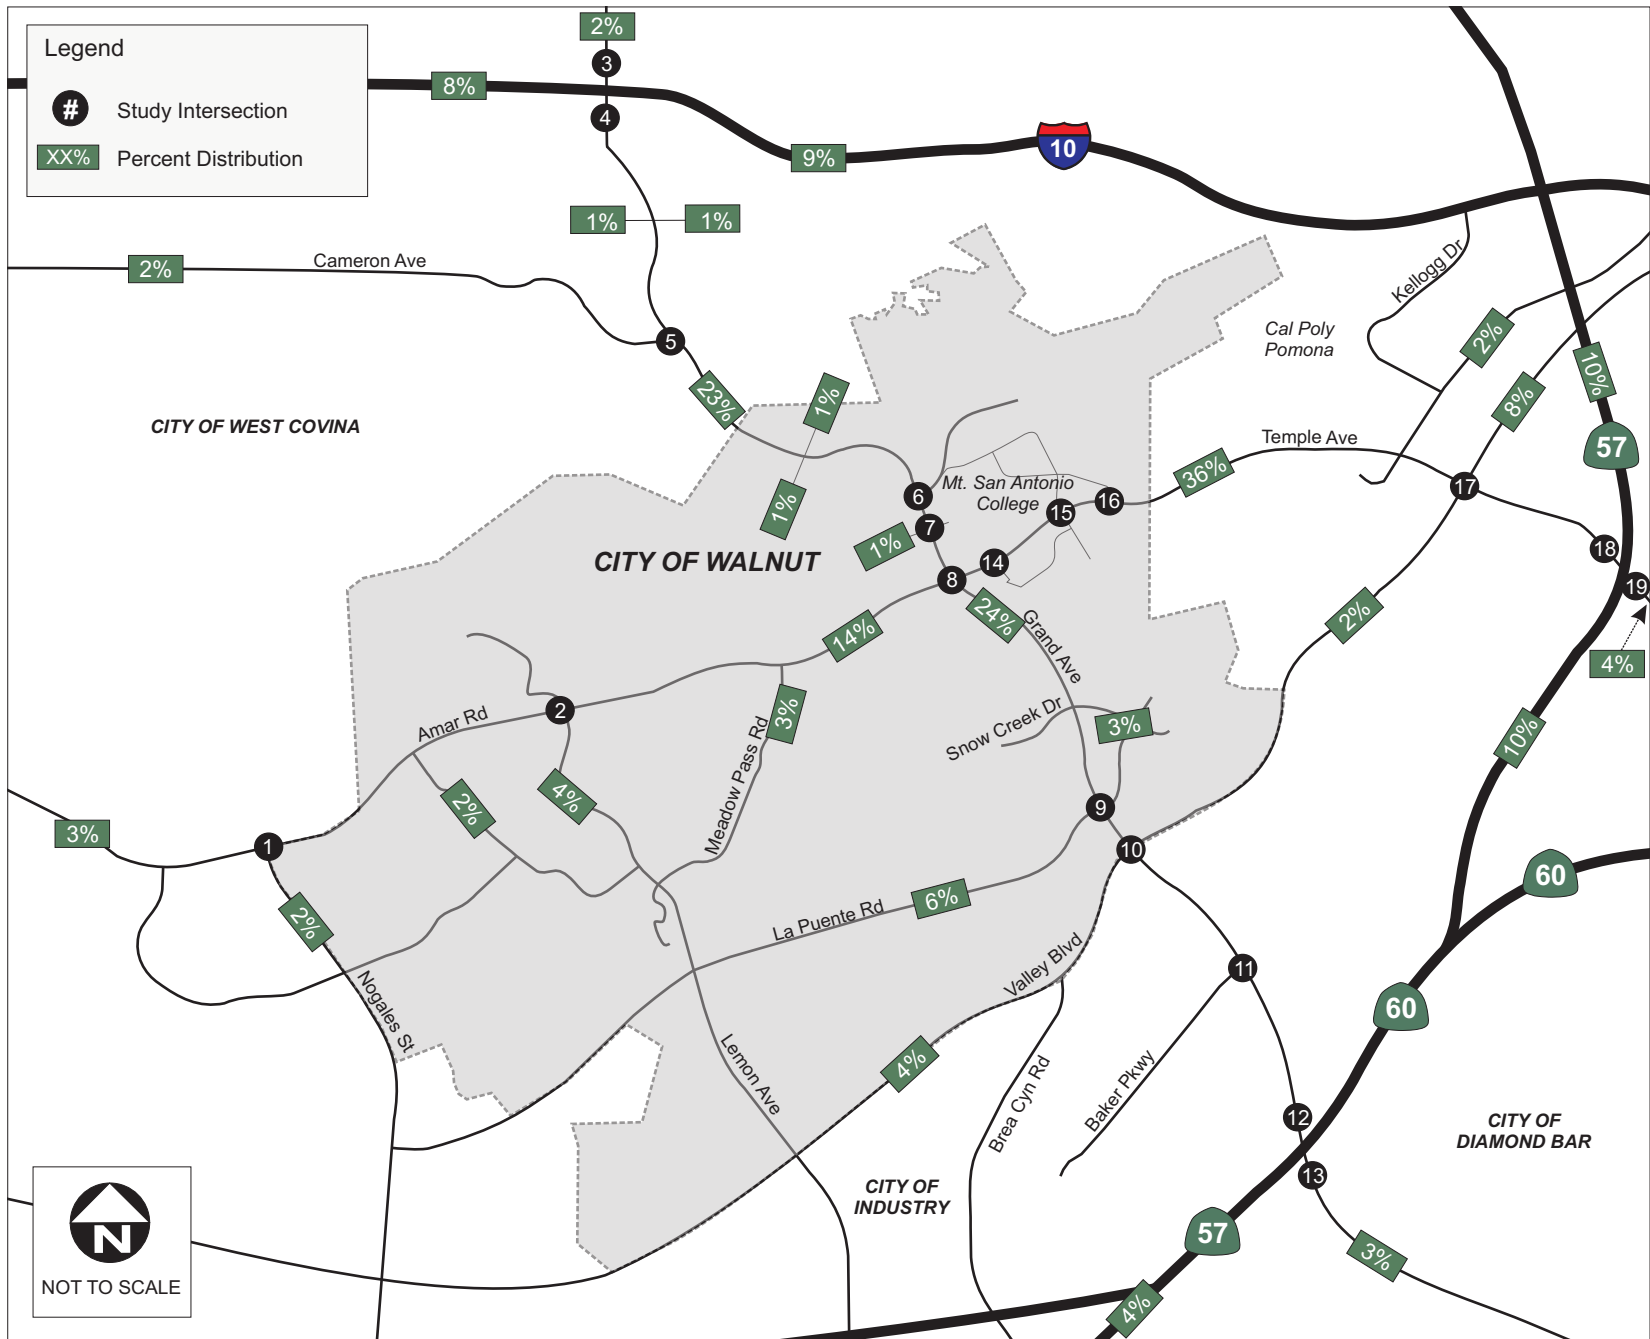 Legend
# Study Intersection
XX% Percent Distribution
2%
3
8%
4
9%
10
1% 1%
2%
Cameron Ave
5
23%
1%
1%
CITY OF WEST COVINA
Kellogg Dr
Cal Poly
Pomona
2%
8%
10%
57
Temple Ave
36%
17
18
19
4%
6
Mt. San Antonio
College
15
16
7
1%
CITY OF WALNUT
14
8
24%
14%
Grand Ave
2%
2
Amar Rd
3%
Meadow Pass Rd
Snow Creek Dr
3%
10%
2%
4%
3%
1
9
10
2%
6%
La Puente Rd
Valley Blvd
60
60
Nogales St
11
Lemon Ave
4%
Brea Cyn Rd
Baker Pkwy
12
CITY OF
DIAMOND BAR
13
CITY OF
INDUSTRY
57
3%
4%
N
NOT TO SCALE